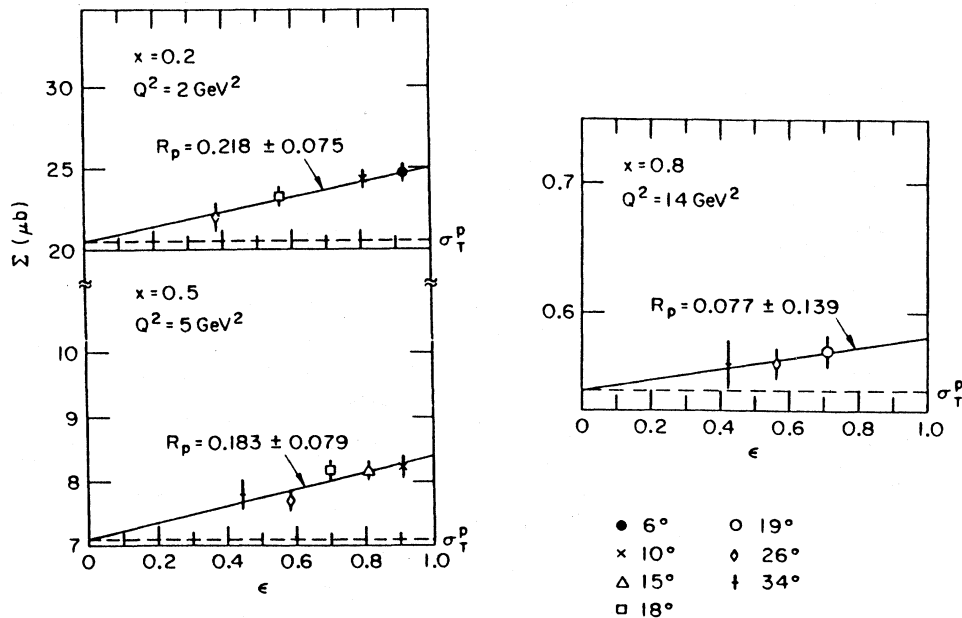 x = 0.2
Q² = 2 GeV²
R_p = 0.218 ± 0.075
30
25
20
Σ (μb)
σ_T^p
x = 0.5
Q² = 5 GeV²
R_p = 0.183 ± 0.079
10
9
8
7
σ_T^p
0 0.2 0.4 0.6 0.8 1.0
ϵ
x = 0.8
Q² = 14 GeV²
R_p = 0.077 ± 0.139
0.7
0.6
σ_T^p
0 0.2 0.4 0.6 0.8 1.0
ϵ
6°
10°
15°
18°
19°
26°
34°